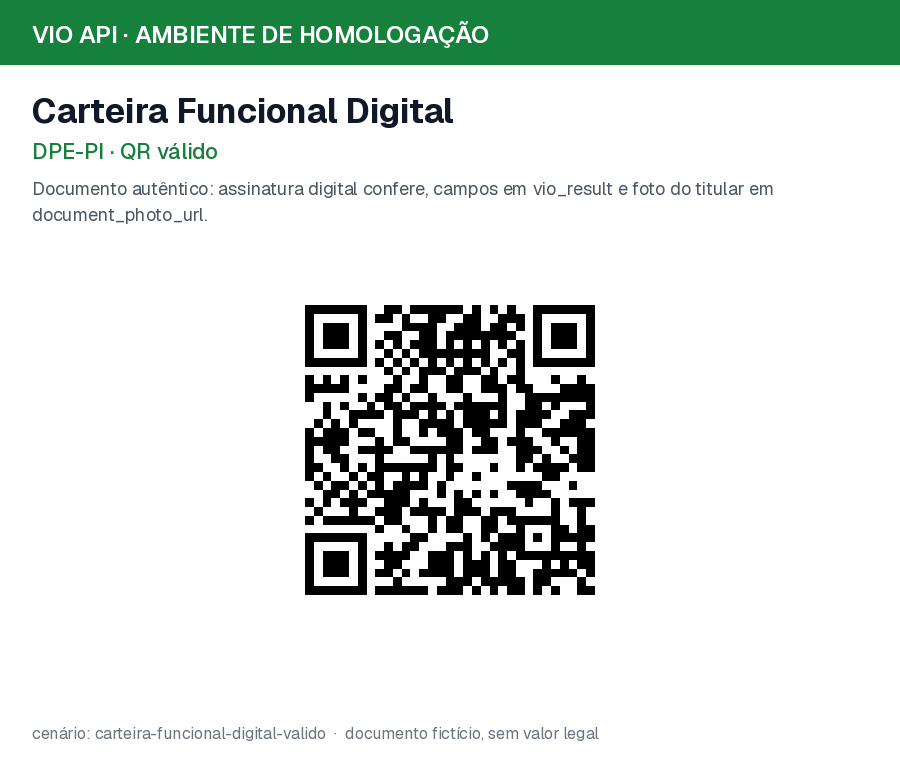 VIO API · AMBIENTE DE HOMOLOGAÇÃO
Carteira Funcional Digital
DPE-PI · QR válido
Documento autêntico: assinatura digital confere, campos em vio_result e foto do titular em
document_photo_url.
cenário: carteira-funcional-digital-valido · documento fictício, sem valor legal